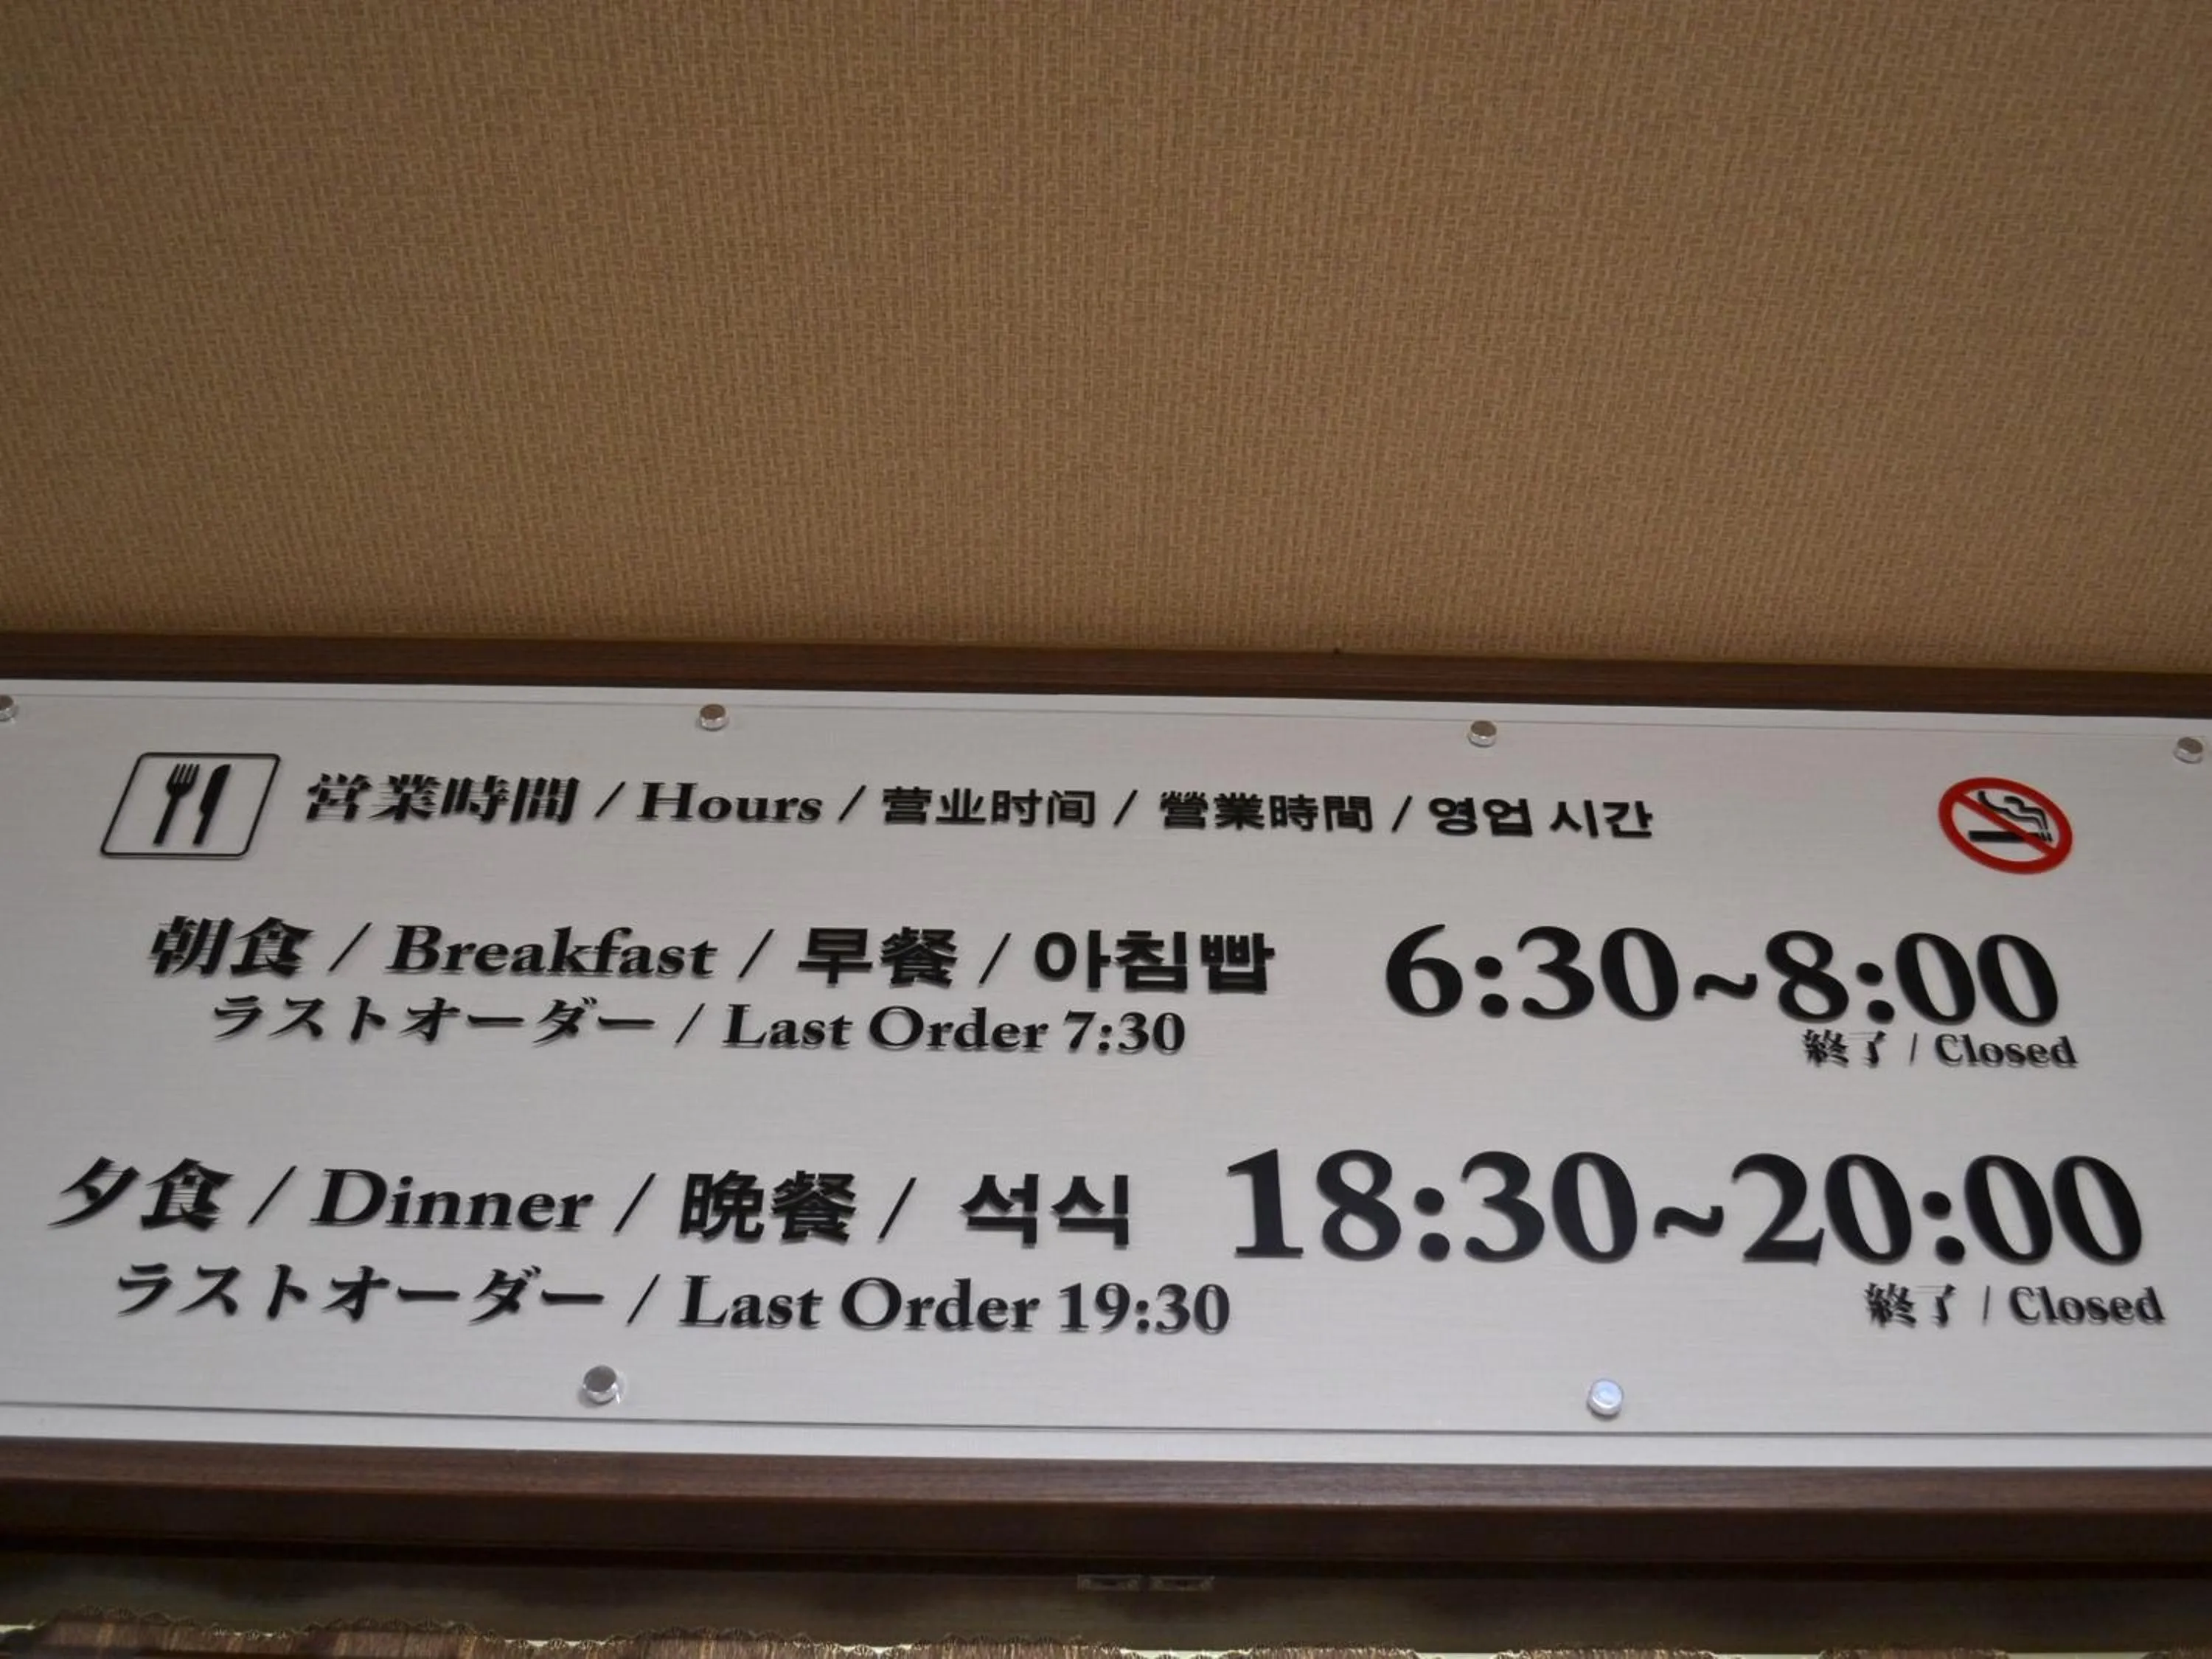 営業時間 / Hours / 营业时间 / 營業時間 / 영업 시간
朝食 / Breakfast / 早餐 / 아침빱 6:30~8:00
ラストオーダー / Last Order 7:30 終了 / Closed
夕食 / Dinner / 晩餐 / 석식 18:30~20:00
ラストオーダー / Last Order 19:30 終了 / Closed